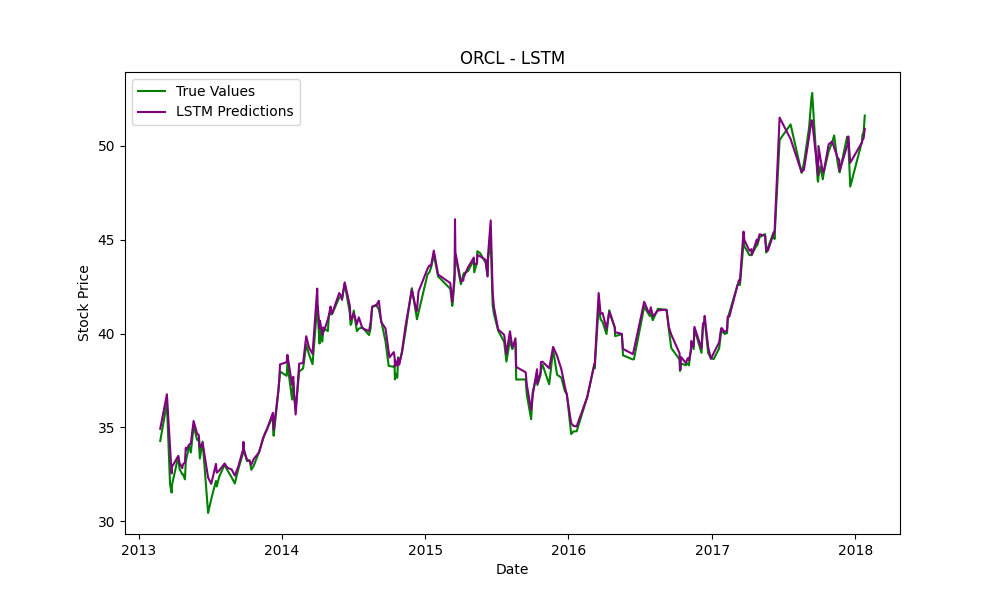 ORCL - LSTM
True Values
LSTM Predictions
50
45
40
35
30
Stock Price
2013 2014 2015 2016 2017 2018
Date